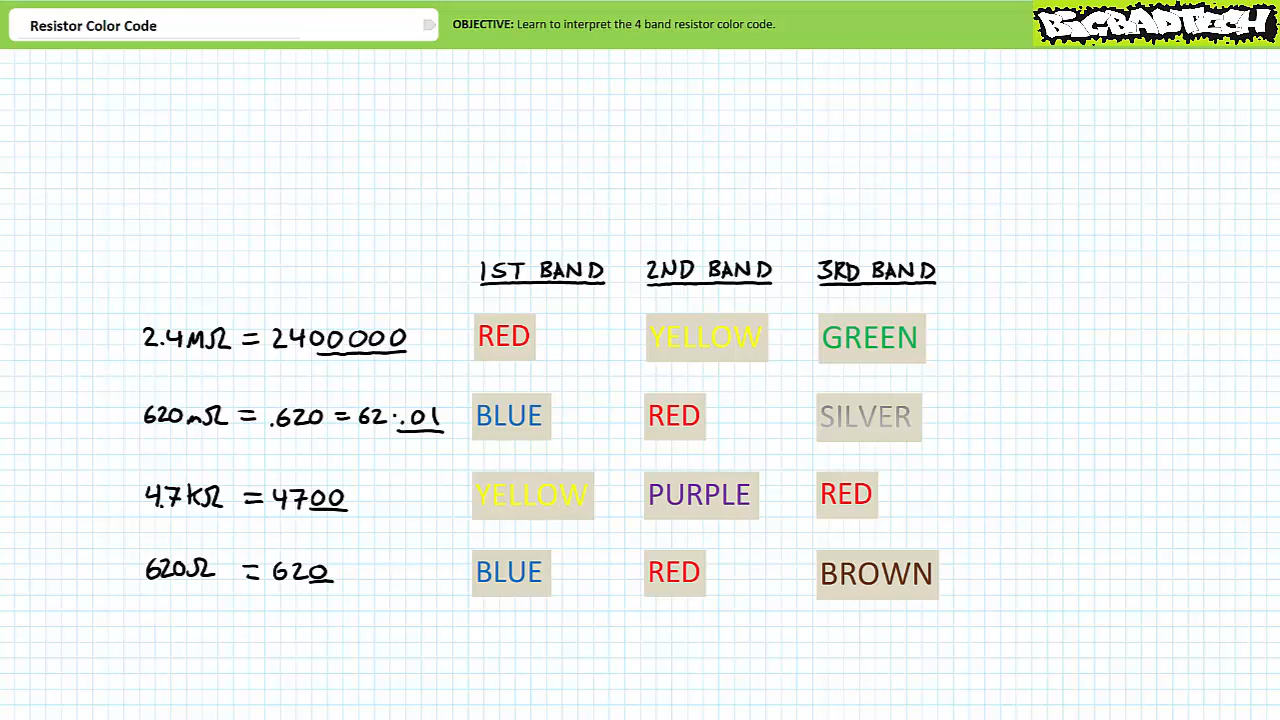 Resistor Color Code
OBJECTIVE: Learn to interpret the 4 band resistor color code.
BIGBADTECH
1ST BAND 2ND BAND 3RD BAND
2.4MΩ = 2400000 RED YELLOW GREEN
620mΩ = .620 = 62·.01 BLUE RED SILVER
4.7KΩ = 4700 YELLOW PURPLE RED
620Ω = 620 BLUE RED BROWN